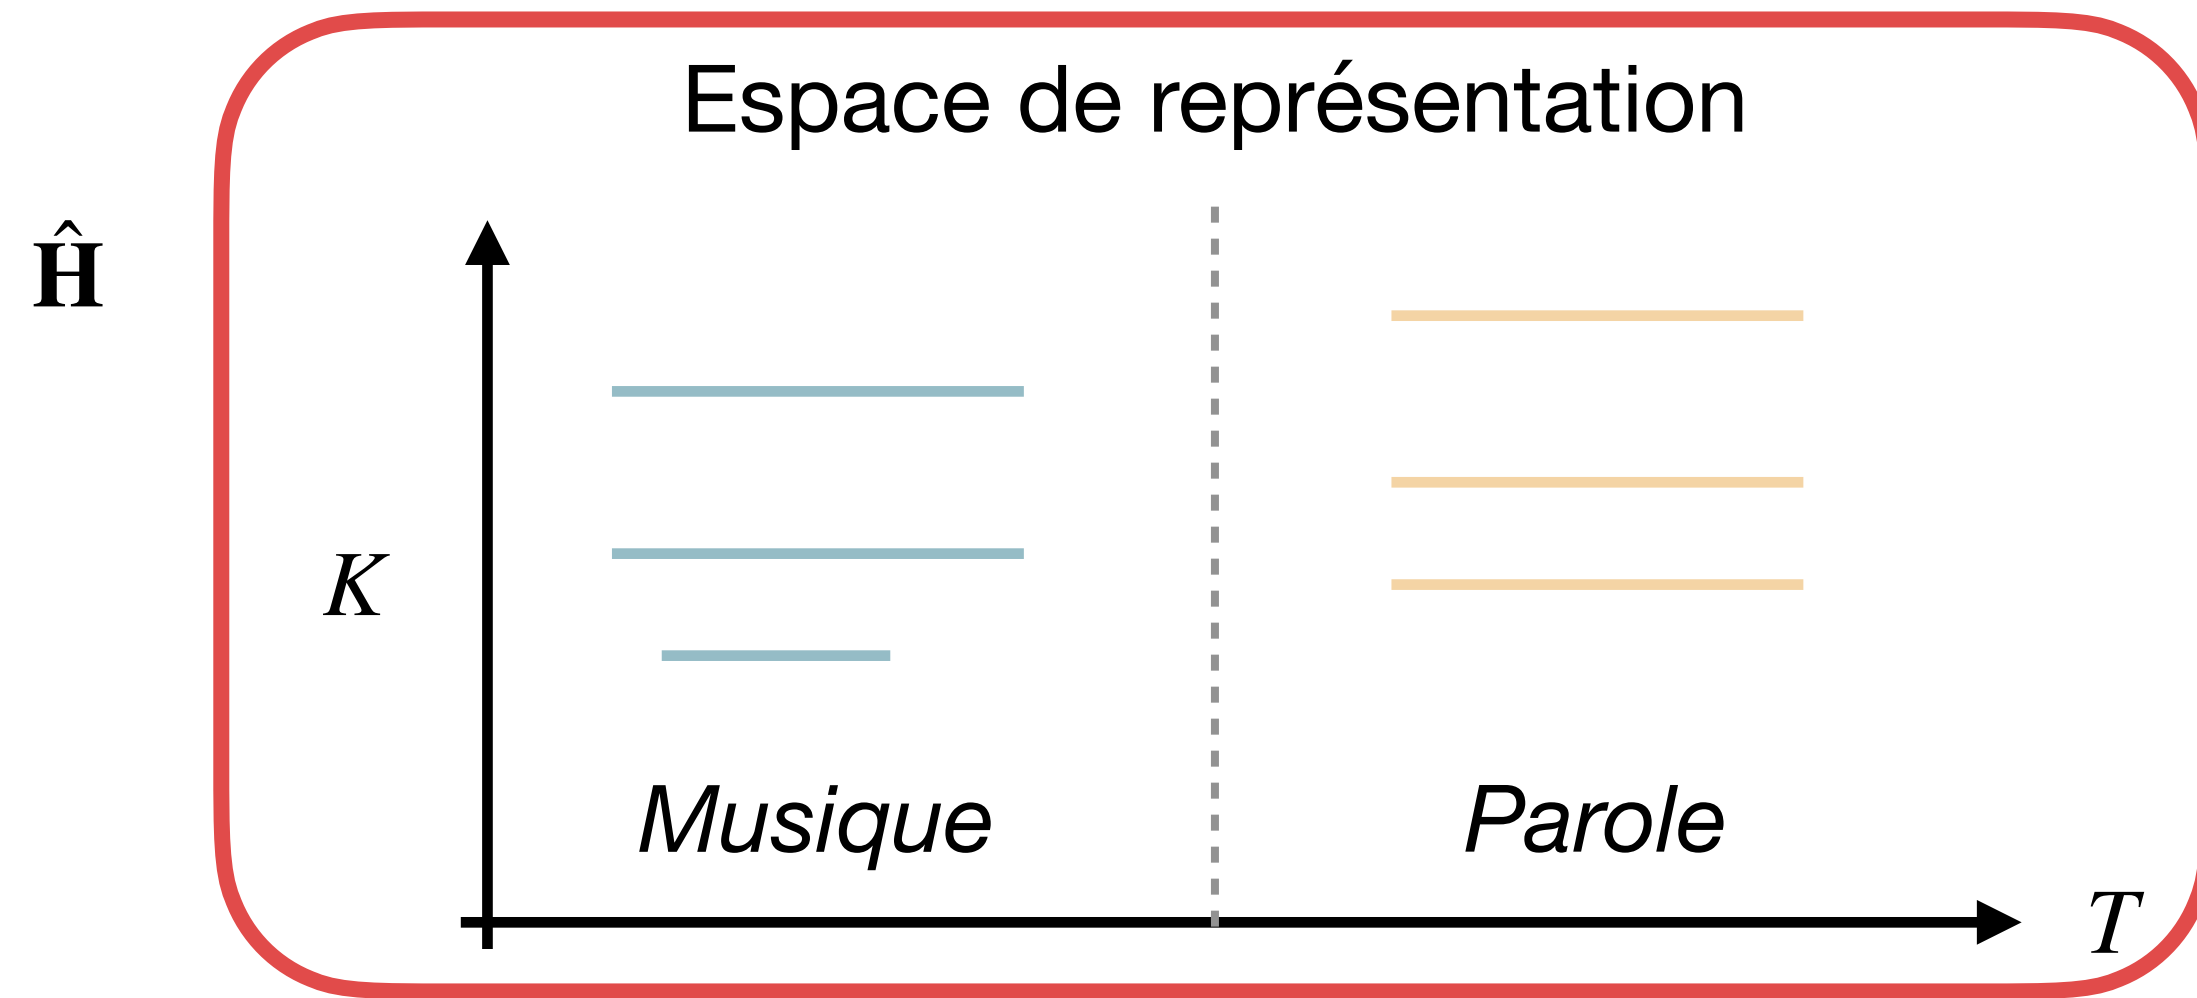 Espace de représentation
Ĥ
K
Musique
Parole
T